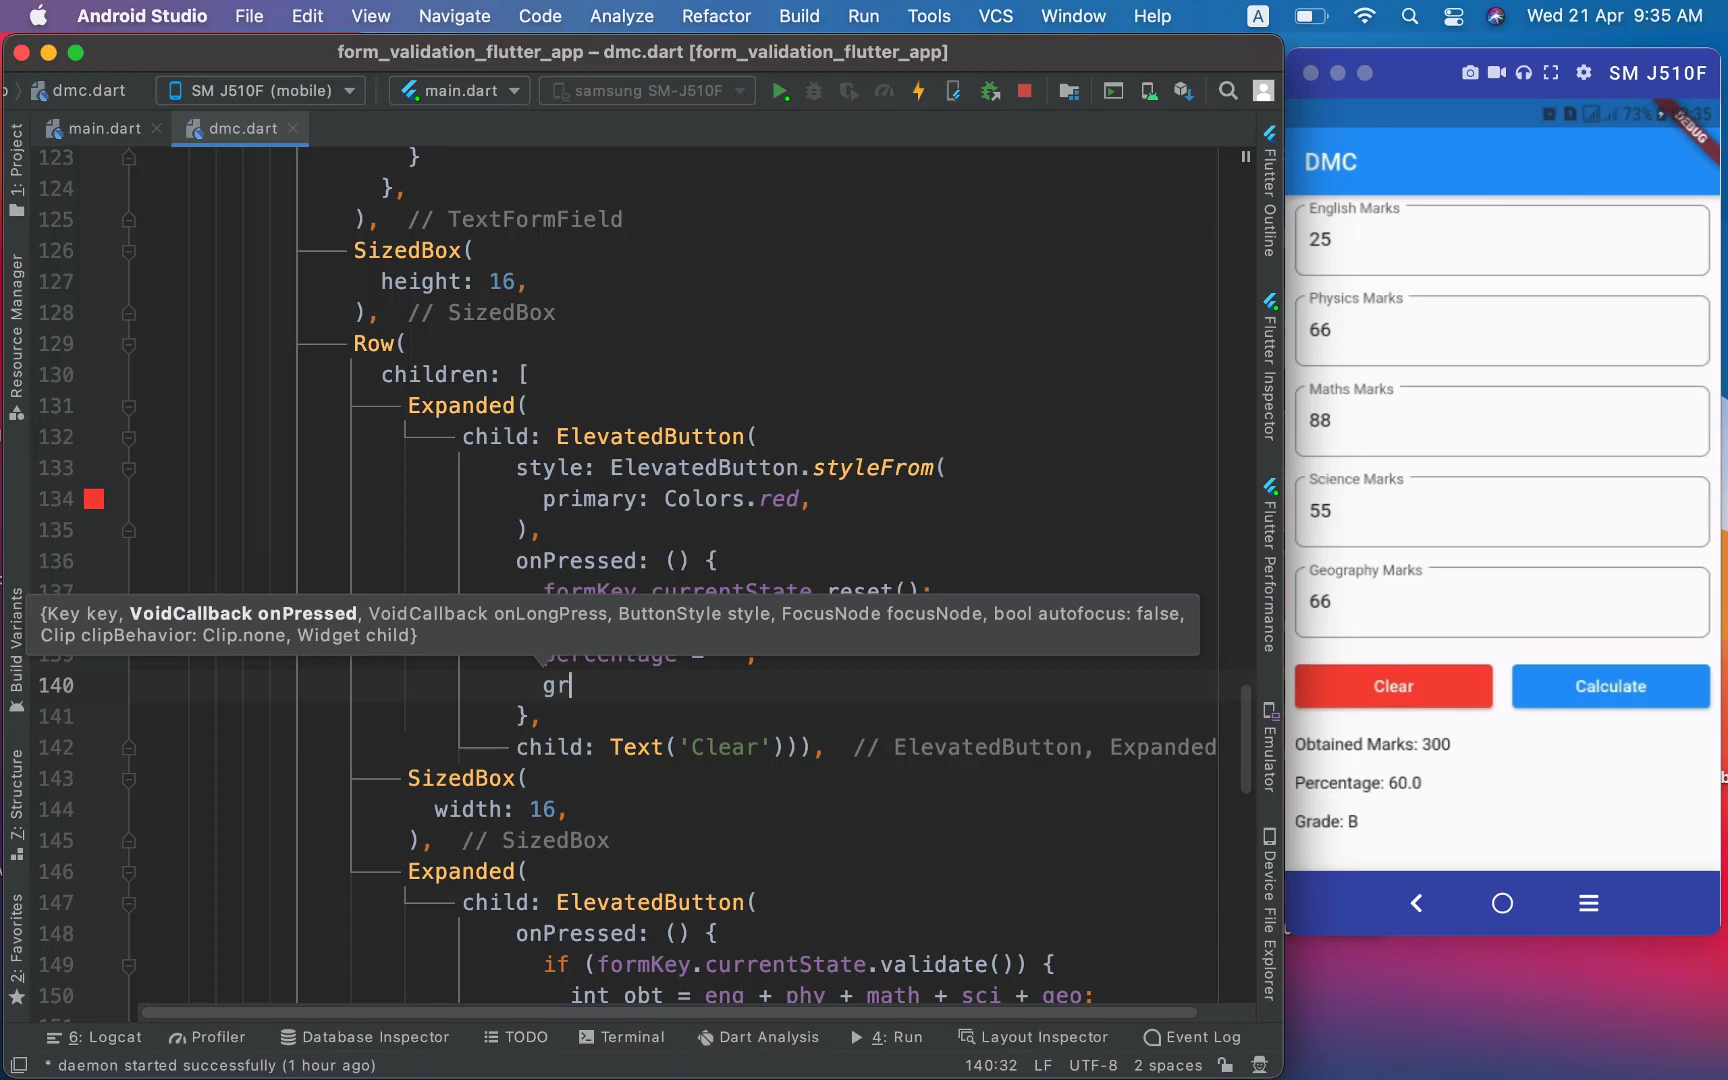 Android Studio File Edit View Navigate Code Analyze Refactor Build Run Tools VCS Window Help A Wed 21 Apr 9:35 AM
form_validation_flutter_app – dmc.dart [form_validation_flutter_app]
dmc.dart SM J510F (mobile) main.dart samsung SM-J510F
main.dart dmc.dart
123 }
124 },
125 ), // TextFormField
126 SizedBox(
127 height: 16,
128 ), // SizedBox
129 Row(
130 children: [
131 Expanded(
132 child: ElevatedButton(
133 style: ElevatedButton.styleFrom(
134 primary: Colors.red,
135 ),
136 onPressed: () {
137 formKey.currentState.reset();
{Key key, VoidCallback onPressed, VoidCallback onLongPress, ButtonStyle style, FocusNode focusNode, bool autofocus: false,
Clip clipBehavior: Clip.none, Widget child}
percentage =
140 gr
141 },
142 child: Text('Clear'))), // ElevatedButton, Expanded
143 SizedBox(
144 width: 16,
145 ), // SizedBox
146 Expanded(
147 child: ElevatedButton(
148 onPressed: () {
149 if (formKey.currentState.validate()) {
150 int obt = eng + phy + math + sci + geo;
1: Project
Resource Manager
Build Variants
7: Structure
2: Favorites
Flutter Outline
Flutter Inspector
Flutter Performance
Emulator
Device File Explorer
6: Logcat Profiler Database Inspector TODO Terminal Dart Analysis 4: Run Layout Inspector Event Log
* daemon started successfully (1 hour ago) 140:32 LF UTF-8 2 spaces
SM J510F
73% :35
DEBUG
DMC
English Marks
25
Physics Marks
66
Maths Marks
88
Science Marks
55
Geography Marks
66
Clear Calculate
Obtained Marks: 300
Percentage: 60.0
Grade: B